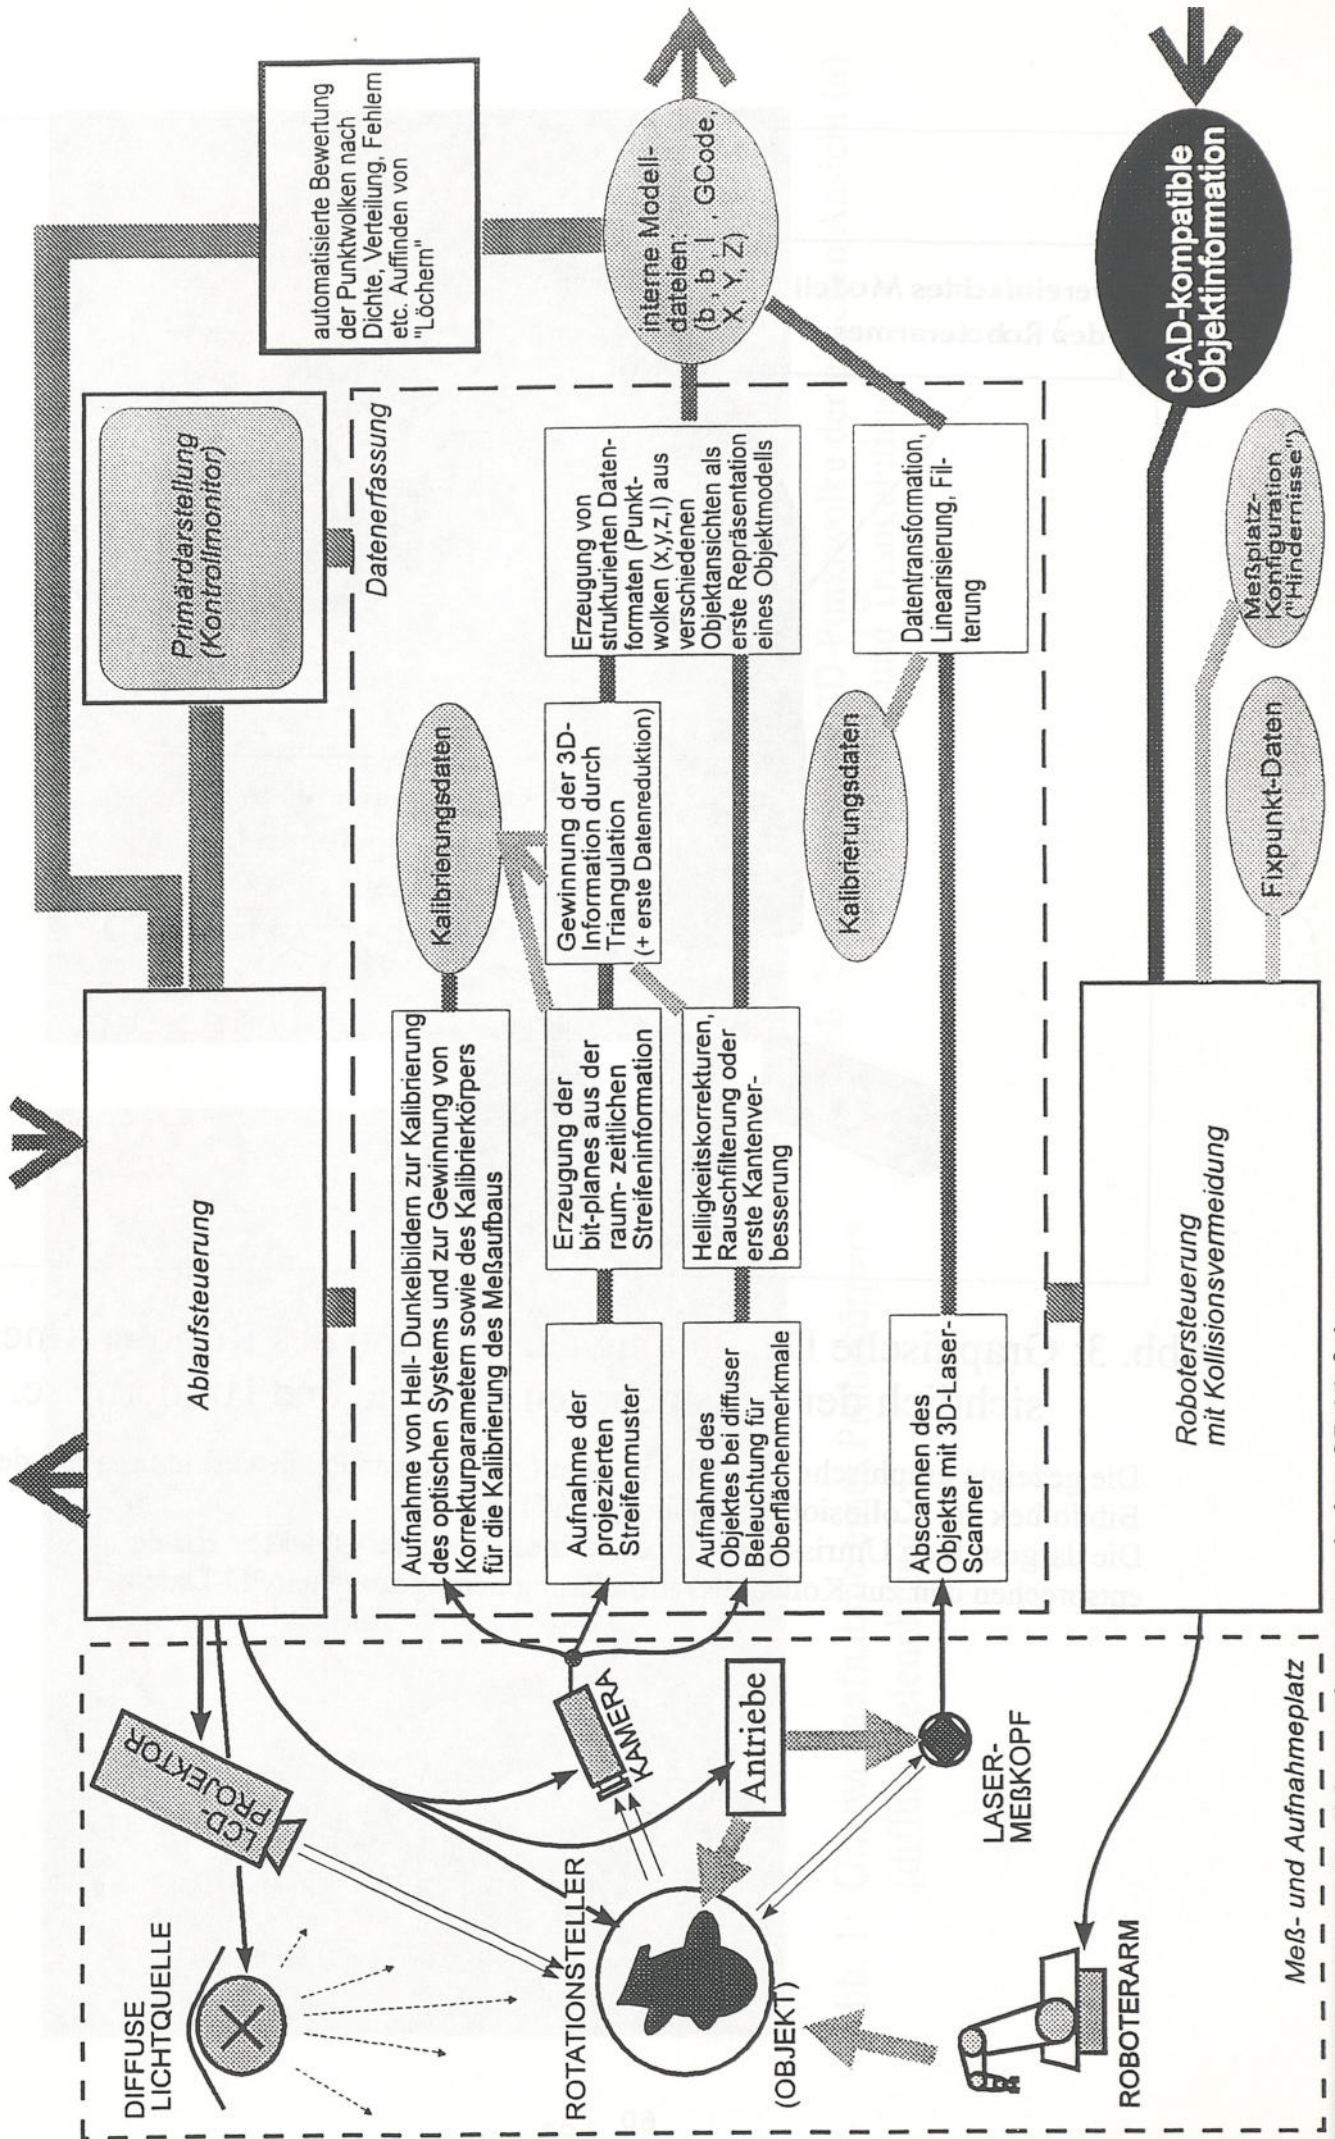 DIFFUSE
LICHTQUELLE
LCD-
PROJEKTOR
ROTATIONSTELLER
(OBJEKT)
KAMERA
Antriebe
LASER-
MEßKOPF
ROBOTERARM
Meß- und Aufnahmeplatz
Ablaufsteuerung
Primärdarstellung
(Kontrollmonitor)
automatisierte Bewertung
der Punktwolken nach
Dichte, Verteilung, Fehlern
etc. Auffinden von
"Löchern"
Datenerfassung
Aufnahme von Hell- Dunkelbildern zur Kalibrierung
des optischen Systems und zur Gewinnung von
Korrekturparametern sowie des Kalibrierkörpers
für die Kalibrierung des Meßaufbaus
Kalibrierungsdaten
Aufnahme der
projezierten
Streifenmuster
Erzeugung der
bit-planes aus der
raum- zeitlichen
Streifeninformation
Gewinnung der 3D-
Information durch
Triangulation
(+ erste Datenreduktion)
Erzeugung von
strukturierten Daten-
formaten (Punkt-
wolken (x,y,z,l) aus
verschiedenen
Objektansichten als
erste Repräsentation
eines Objektmodells
interne Modell-
dateien:
(b , b , l , GCode,
X, Y, Z)
Aufnahme des
Objektes bei diffuser
Beleuchtung für
Oberflächenmerkmale
Helligkeitskorrekturen,
Rauschfilterung oder
erste Kantenver-
besserung
Abscannen des
Objekts mit 3D-Laser-
Scanner
Kalibrierungsdaten
Datentransformation,
Linearisierung, Fil-
terung
Robotersteuerung
mit Kollisionsvermeidung
Fixpunkt-Daten
Meßplatz-
Konfiguration
("Hindernisse")
CAD-kompatible
Objektinformation